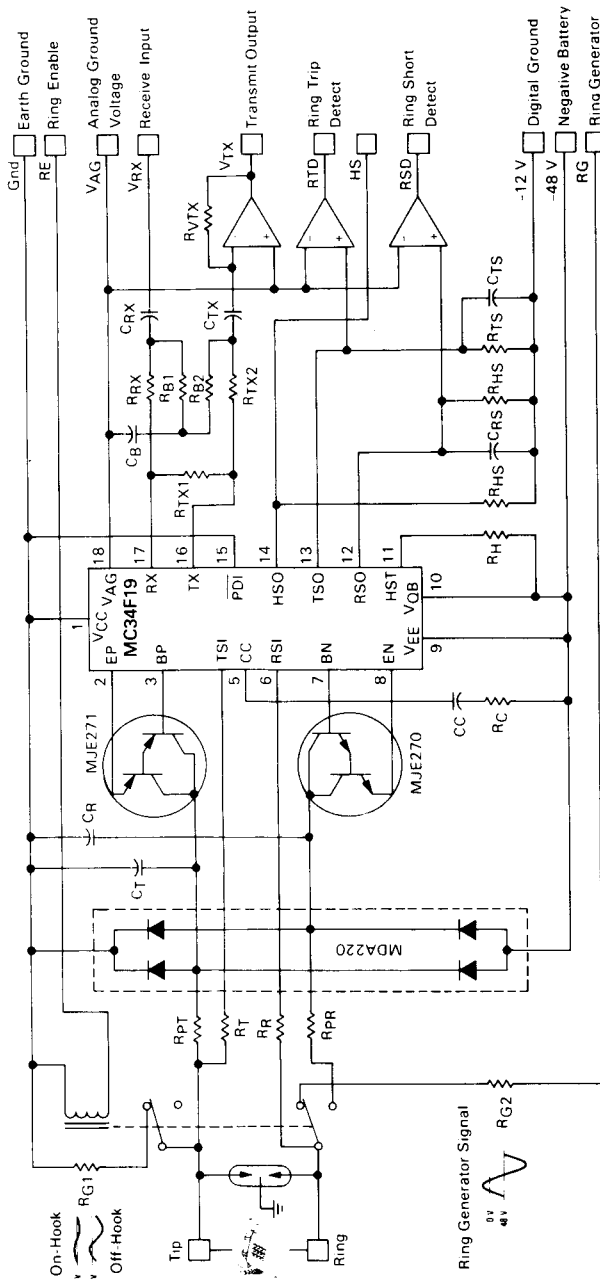 On-Hook
Off-Hook
RG1
Tip
Ring
Ring Generator Signal
0 V
48 V
RG2
RPT
RT
RR
RPR
MDA220
CT
CR
MJE271
MJE270
CC
RC
1
2
3
5
6
7
8
9
10
11
12
13
14
15
16
17
18
VCC
VAG
EP
BP
TSI
CC
RSI
BN
EN
VEE
VQB
HST
RSO
TSO
HSO
PDI
TX
RX
MC34F19
RTX1
CB
RRX
RB1
RB2
RTX2
CRX
CTX
RVTX
RH
RHS
CRS
RHS
RTS
CTS
Gnd
Earth Ground
RE
Ring Enable
VAG
Analog Ground
Voltage
VRX
Receive Input
VTX
Transmit Output
RTD
Ring Trip
Detect
HS
RSD
Ring Short
Detect
-12 V
Digital Ground
-48 V
Negative Battery
RG
Ring Generator